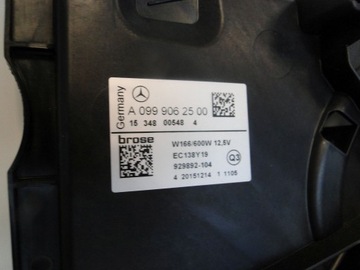 Germany
A 099 906 25 00
15 348 00548 4
brose
W166/600W 12,5V
EC138Y19
929892-104
Q3
4 20151214 1 1105